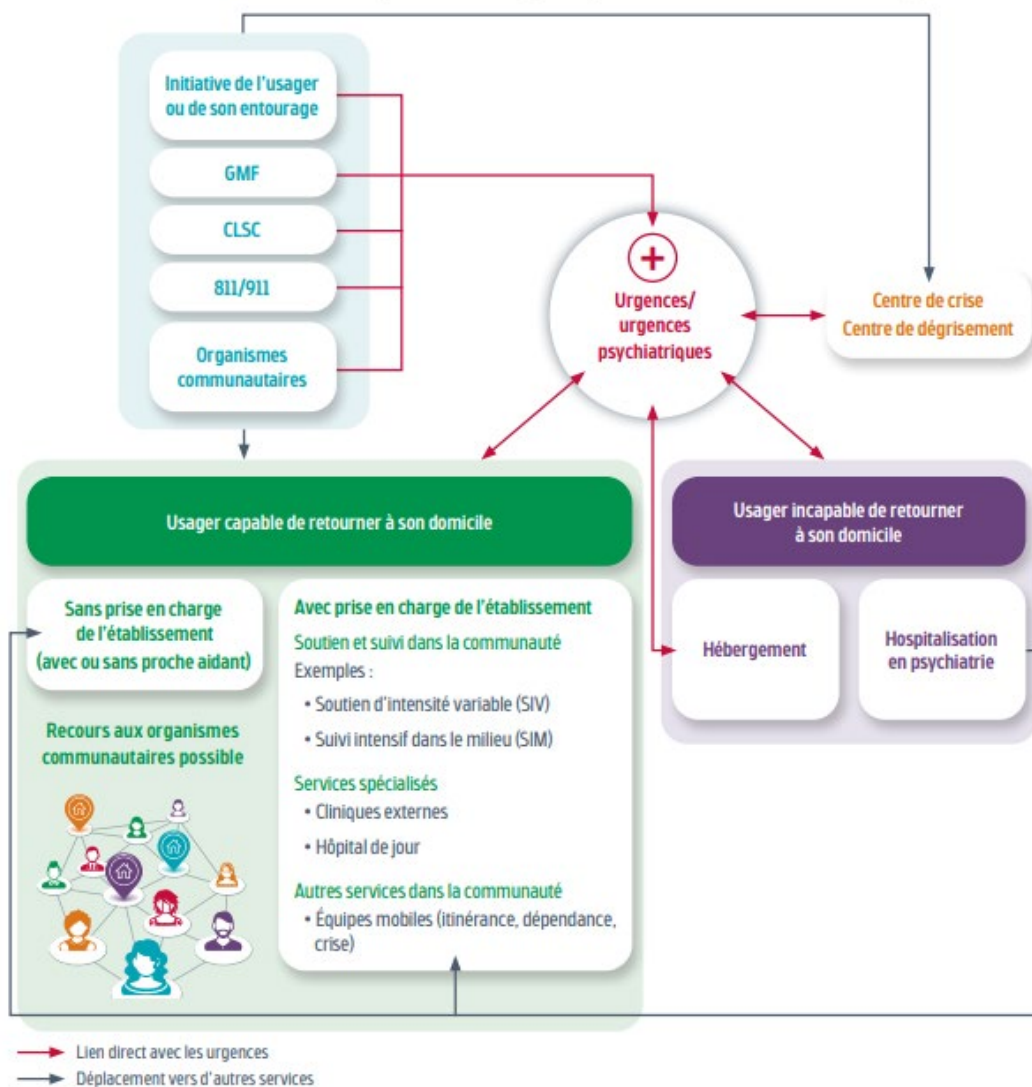 Initiative de l'usager
ou de son entourage
GMF
CLSC
811/911
Organismes
communautaires
Urgences/
urgences
psychiatriques
Centre de crise
Centre de dégrisement
Usager capable de retourner à son domicile
Sans prise en charge
de l'établissement
(avec ou sans proche aidant)
Recours aux organismes
communautaires possible
Avec prise en charge de l'établissement
Soutien et suivi dans la communauté
Exemples :
• Soutien d'intensité variable (SIV)
• Suivi intensif dans le milieu (SIM)
Services spécialisés
• Cliniques externes
• Hôpital de jour
Autres services dans la communauté
• Équipes mobiles (itinérance, dépendance,
crise)
Usager incapable de retourner
à son domicile
Hébergement
Hospitalisation
en psychiatrie
Lien direct avec les urgences
Déplacement vers d'autres services